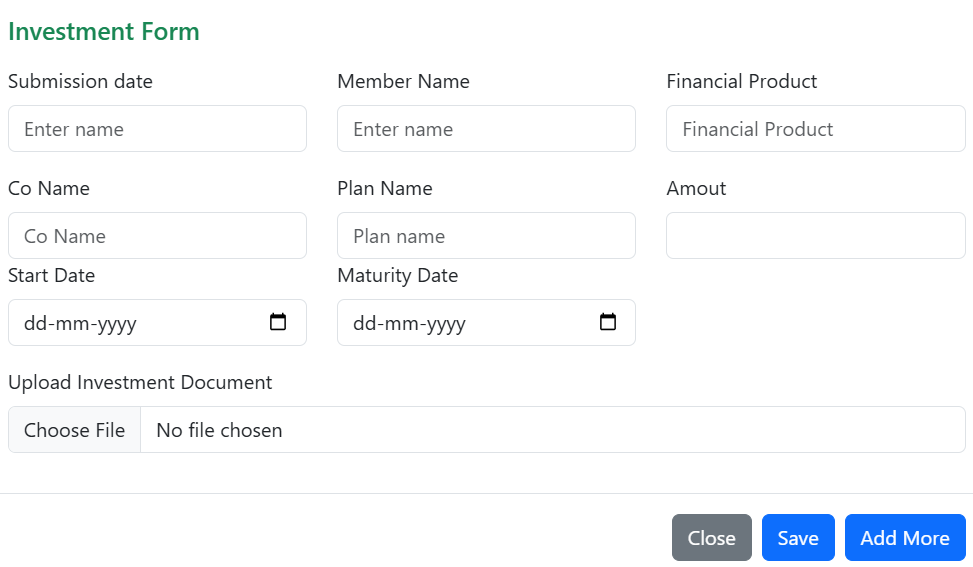 Investment Form
Submission date Member Name Financial Product
Enter name Enter name Financial Product
Co Name Plan Name Amout
Co Name Plan name
Start Date Maturity Date
dd-mm-yyyy dd-mm-yyyy
Upload Investment Document
Choose File No file chosen
Close Save Add More